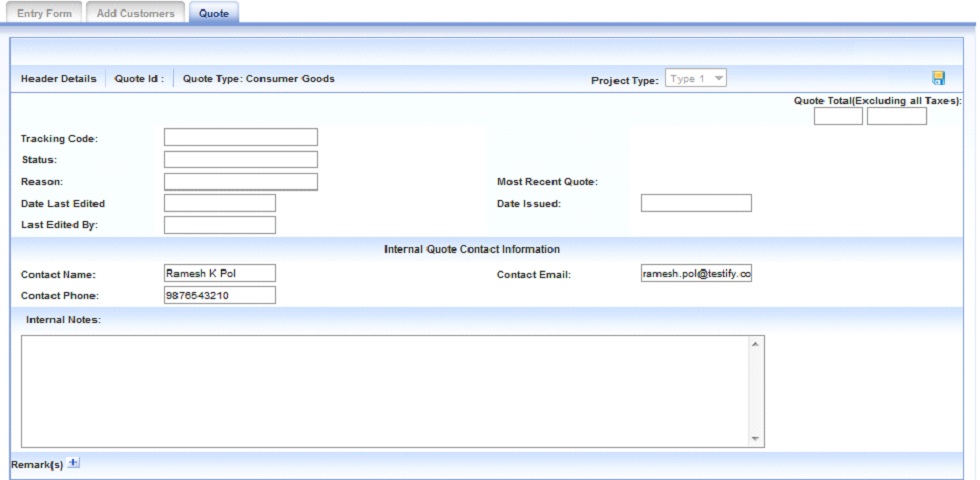 Entry Form Add Customers Quote
Header Details Quote Id : Quote Type: Consumer Goods Project Type: Type 1
Quote Total(Excluding all Taxes):
Tracking Code:
Status:
Reason: Most Recent Quote:
Date Last Edited Date Issued:
Last Edited By:
Internal Quote Contact Information
Contact Name: Ramesh K Pol Contact Email: ramesh.pol@testify.co
Contact Phone: 9876543210
Internal Notes:
Remark(s)